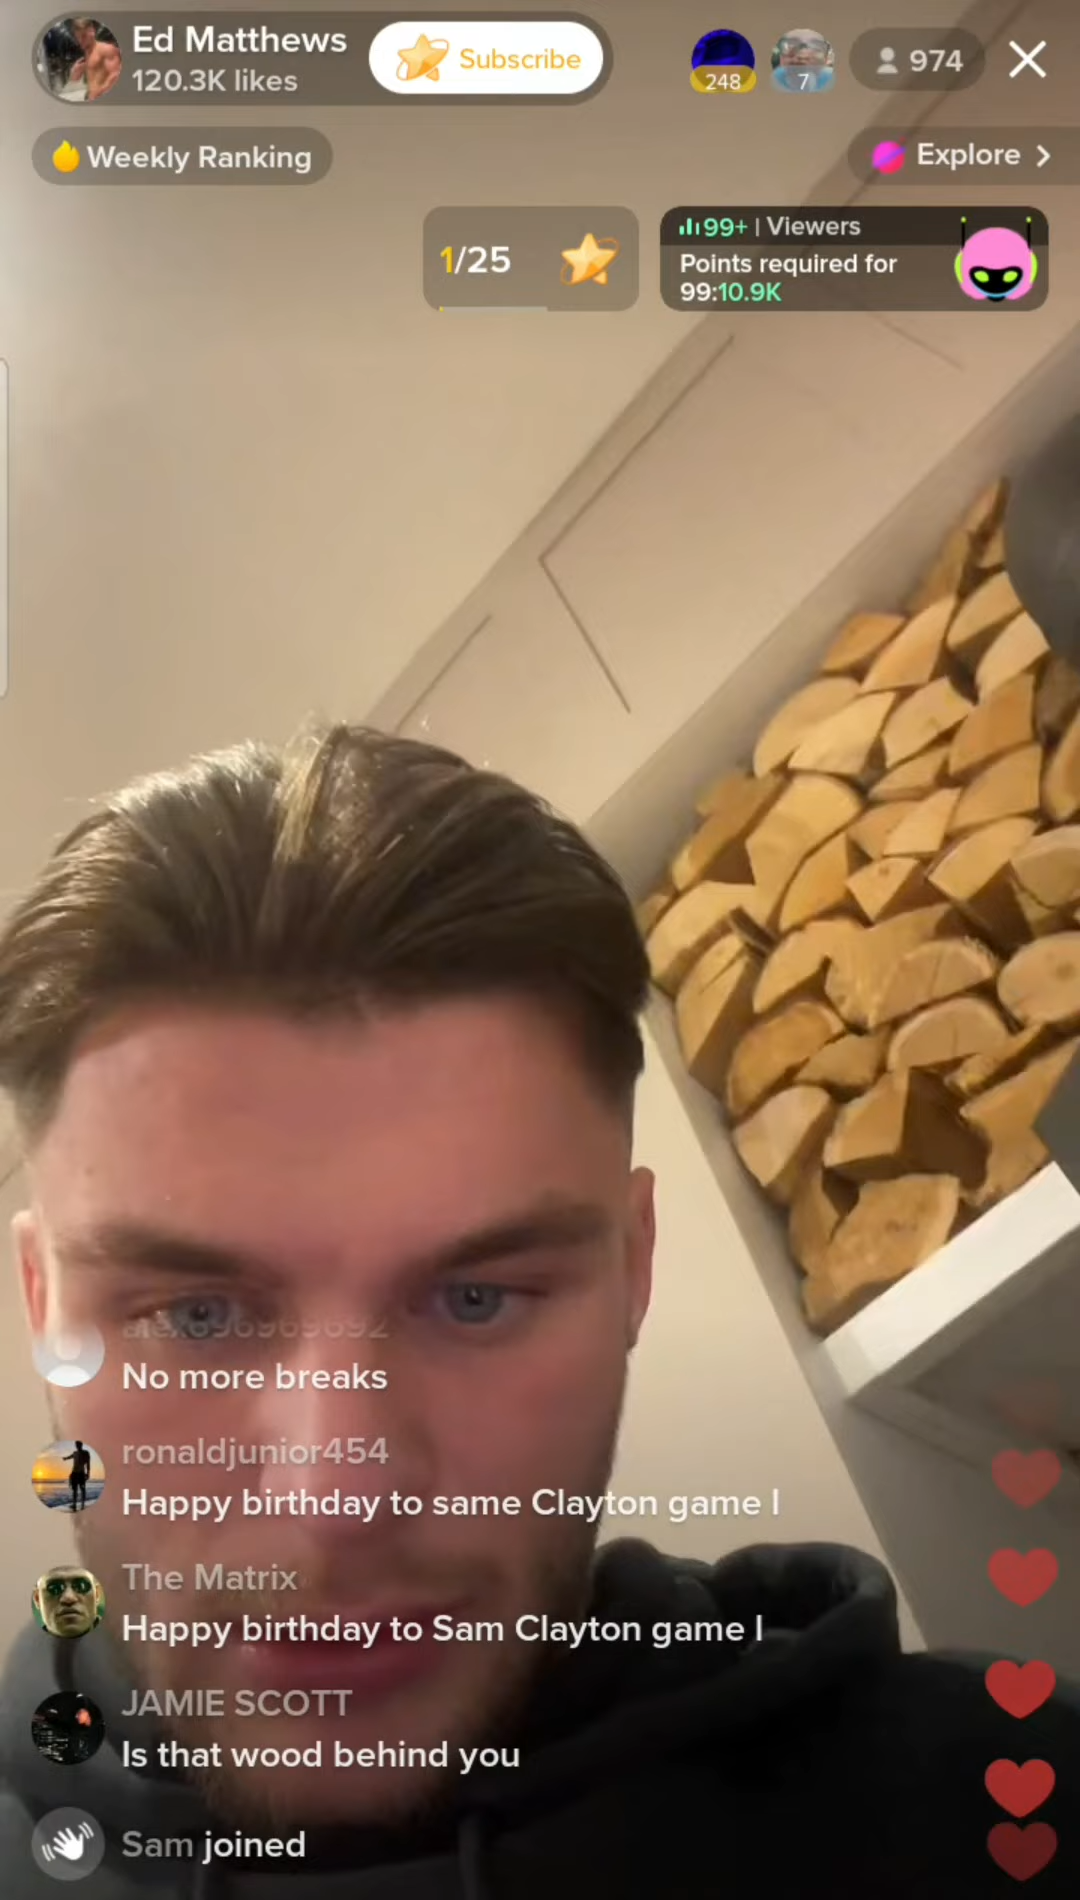 Ed Matthews
120.3K likes
Subscribe
248
7
974
Weekly Ranking
Explore
1/25
99+ | Viewers
Points required for
99:10.9K
No more breaks
ronaldjunior454
Happy birthday to same Clayton game I
The Matrix
Happy birthday to Sam Clayton game I
JAMIE SCOTT
Is that wood behind you
Sam joined